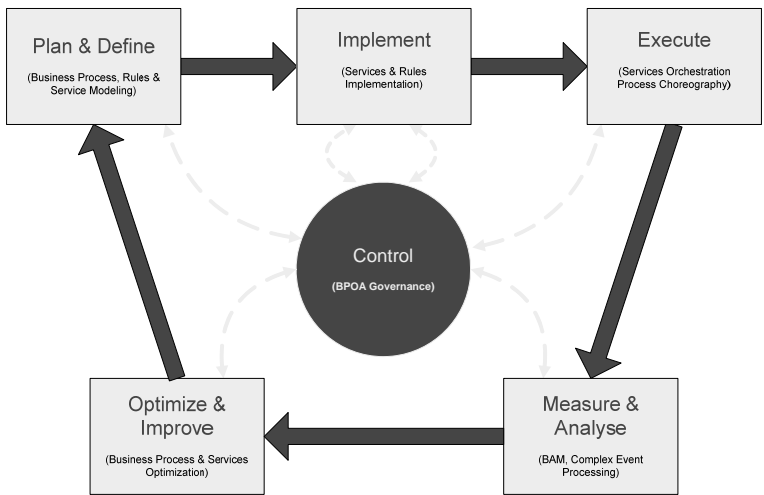 Plan & Define
(Business Process, Rules &
Service Modeling)
Implement
(Services & Rules
Implementation)
Execute
(Services Orchestration
Process Choreography)
Control
(BPOA Governance)
Optimize &
Improve
(Business Process & Services
Optimization)
Measure &
Analyse
(BAM, Complex Event
Processing)